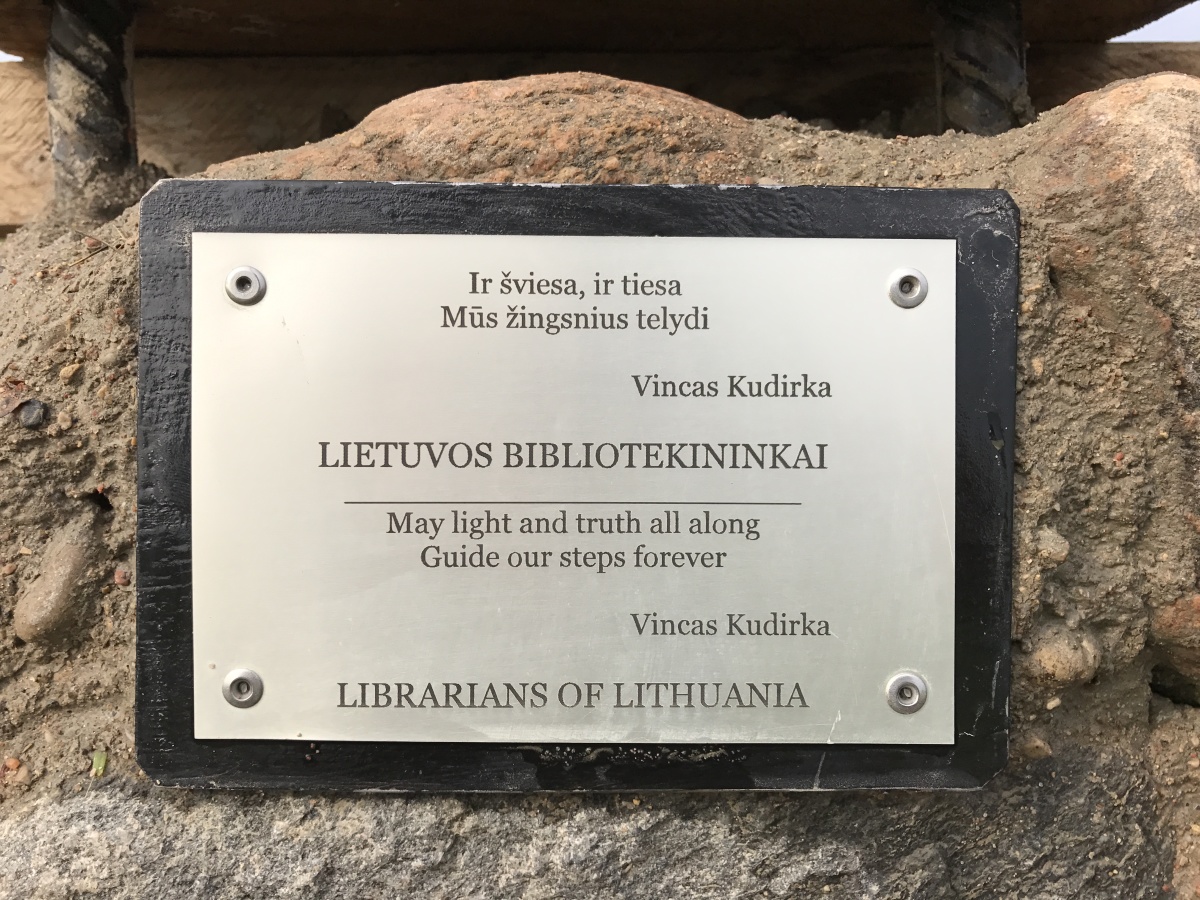 Ir šviesa, ir tiesa
Mūs žingsnius telydi
Vincas Kudirka
LIETUVOS BIBLIOTEKININKAI
May light and truth all along
Guide our steps forever
Vincas Kudirka
LIBRARIANS OF LITHUANIA